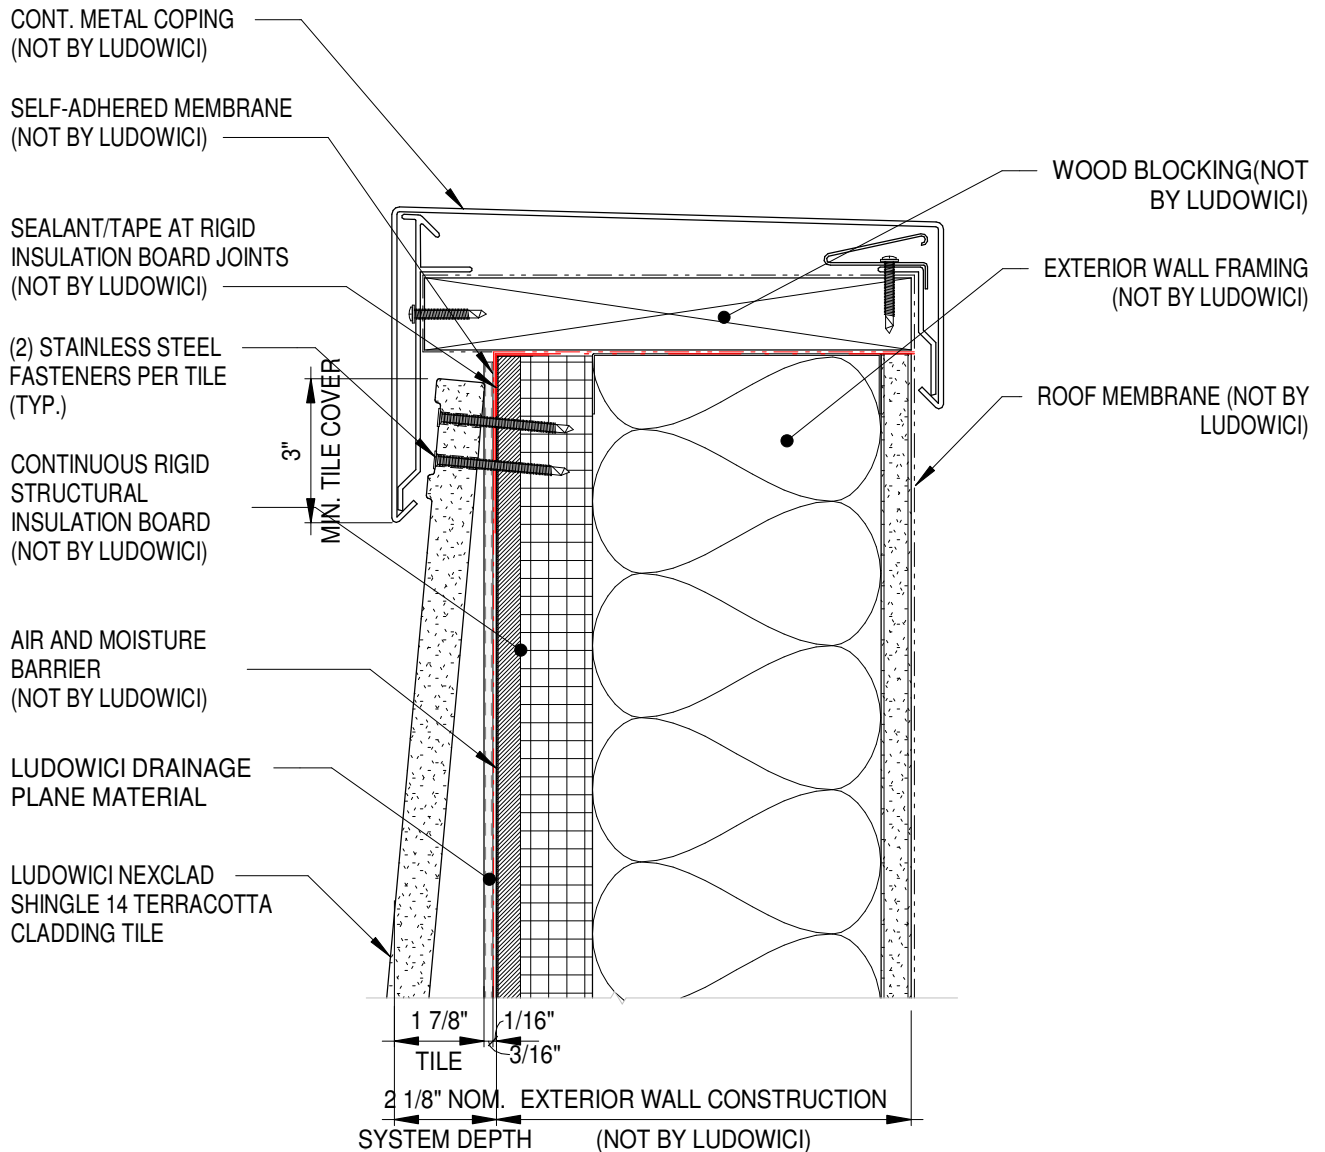 CONT. METAL COPING
(NOT BY LUDOWICI)
SELF-ADHERED MEMBRANE
(NOT BY LUDOWICI)
SEALANT/TAPE AT RIGID
INSULATION BOARD JOINTS
(NOT BY LUDOWICI)
(2) STAINLESS STEEL
FASTENERS PER TILE
(TYP.)
CONTINUOUS RIGID
STRUCTURAL
INSULATION BOARD
(NOT BY LUDOWICI)
AIR AND MOISTURE
BARRIER
(NOT BY LUDOWICI)
LUDOWICI DRAINAGE
PLANE MATERIAL
LUDOWICI NEXCLAD
SHINGLE 14 TERRACOTTA
CLADDING TILE
3"
MIN. TILE COVER
WOOD BLOCKING(NOT
BY LUDOWICI)
EXTERIOR WALL FRAMING
(NOT BY LUDOWICI)
ROOF MEMBRANE (NOT BY
LUDOWICI)
1 7/8"
TILE
1/16"
3/16"
2 1/8" NOM.
SYSTEM DEPTH
EXTERIOR WALL CONSTRUCTION
(NOT BY LUDOWICI)